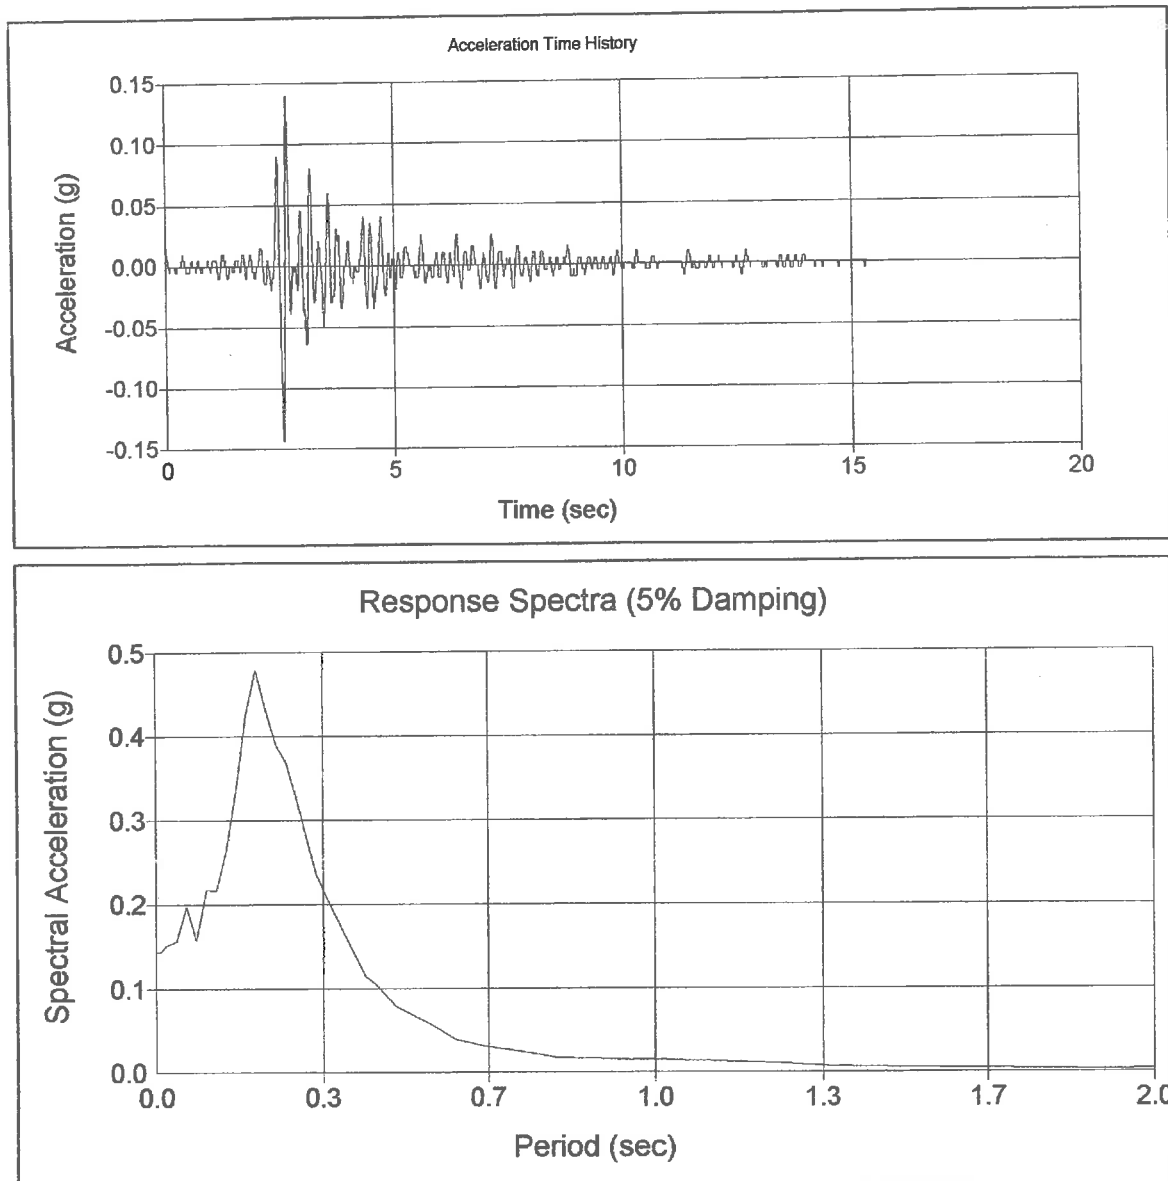 Acceleration Time History
Acceleration (g)
0.15
0.10
0.05
0.00
-0.05
-0.10
-0.15
0 5 10 15 20
Time (sec)
Response Spectra (5% Damping)
Spectral Acceleration (g)
0.5
0.4
0.3
0.2
0.1
0.0
0.0 0.3 0.7 1.0 1.3 1.7 2.0
Period (sec)